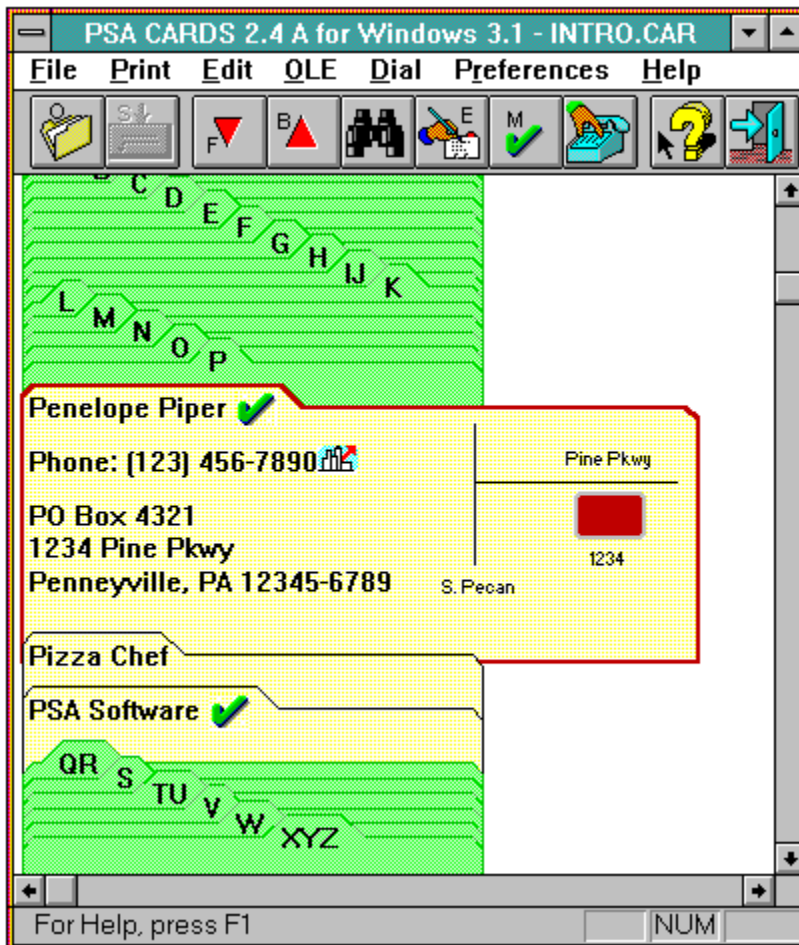 PSA CARDS 2.4 A for Windows 3.1 - INTRO.CAR
File Print Edit OLE Dial Preferences Help
O S F B E M
C
D
E
F
G
H
IJ
K
L
M
N
O
P
Penelope Piper
Phone: (123) 456-7890
Pine Pkwy
PO Box 4321
1234 Pine Pkwy
1234
Penneyville, PA 12345-6789
S. Pecan
Pizza Chef
PSA Software
QR
S
TU
V
W
XYZ
For Help, press F1
NUM